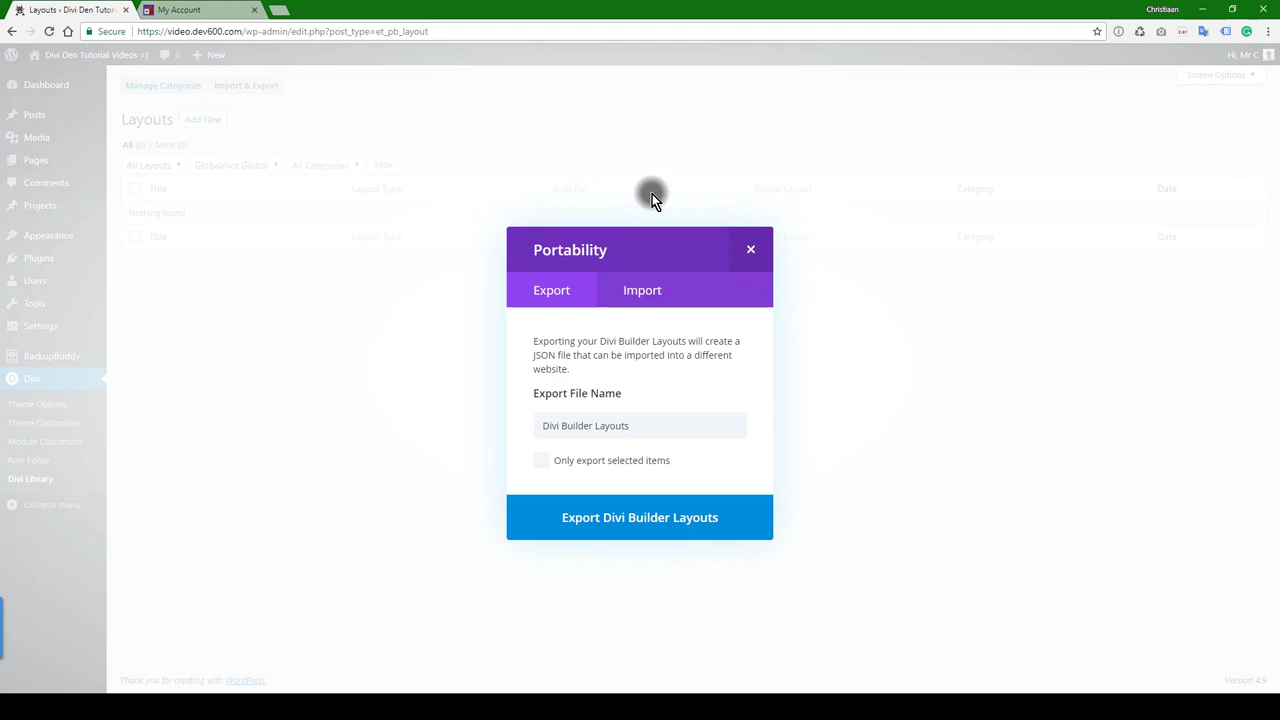 Layouts ‹ Divi Den Tutor
My Account
Christiaan
Secure
https://video.dev600.com/wp-admin/edit.php?post_type=et_pb_layout
Divi Den Tutorial Videos =)
0
New
Hi, Mr C
Dashboard
Posts
Media
Pages
Comments
Projects
Appearance
Plugins
Users
Tools
Settings
BackupBuddy
Divi
Theme Options
Theme Customizer
Module Customizer
Role Editor
Divi Library
Collapse menu
Manage Categories
Import & Export
Screen Options
Layouts
Add New
All (0) | Mine (0)
All Layouts
Global/not Global
All Categories
Filter
Title
Layout Type
Built For
Global Layout
Category
Date
Nothing found
Title
Layout Type
Category
Date
Portability
Export
Import
Exporting your Divi Builder Layouts will create a
JSON file that can be imported into a different
website.
Export File Name
Divi Builder Layouts
Only export selected items
Export Divi Builder Layouts
Thank you for creating with WordPress.
Version 4.9